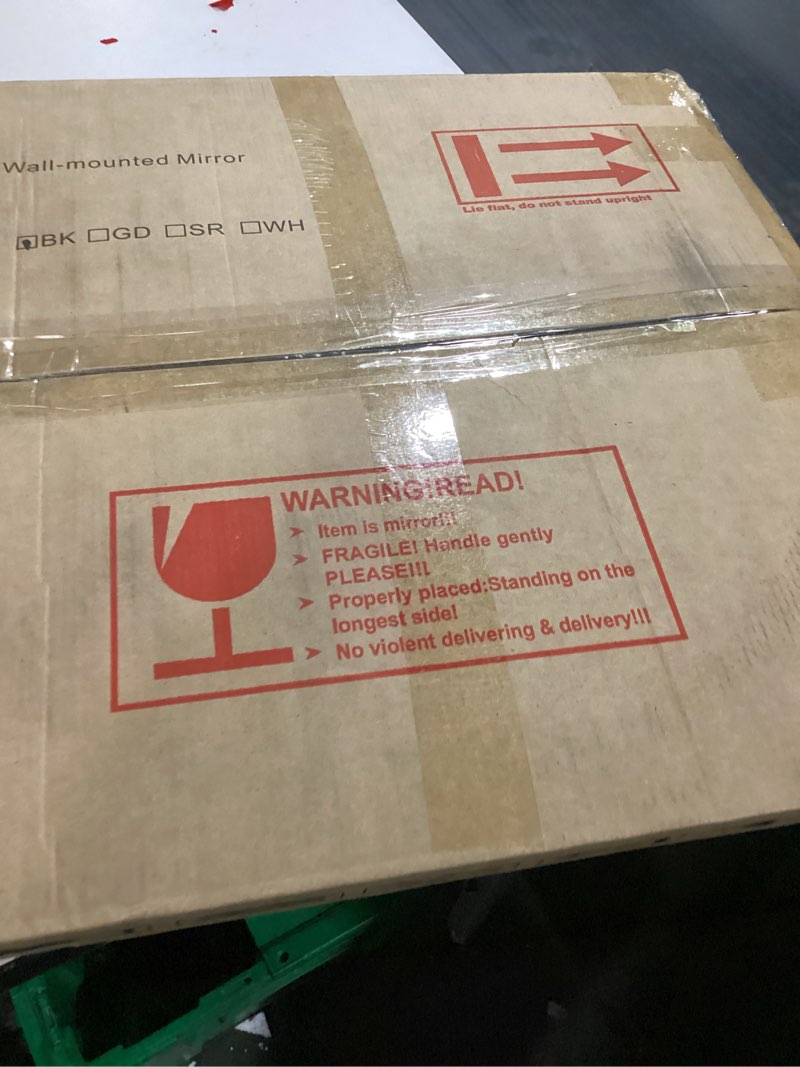 Wall-mounted Mirror
BK GD SR WH
Lie flat, do not stand upright
WARNING!READ!
Item is mirror!!!
FRAGILE! Handle gently
PLEASE!!!
Properly placed:Standing on the
longest side!
No violent delivering & delivery!!!